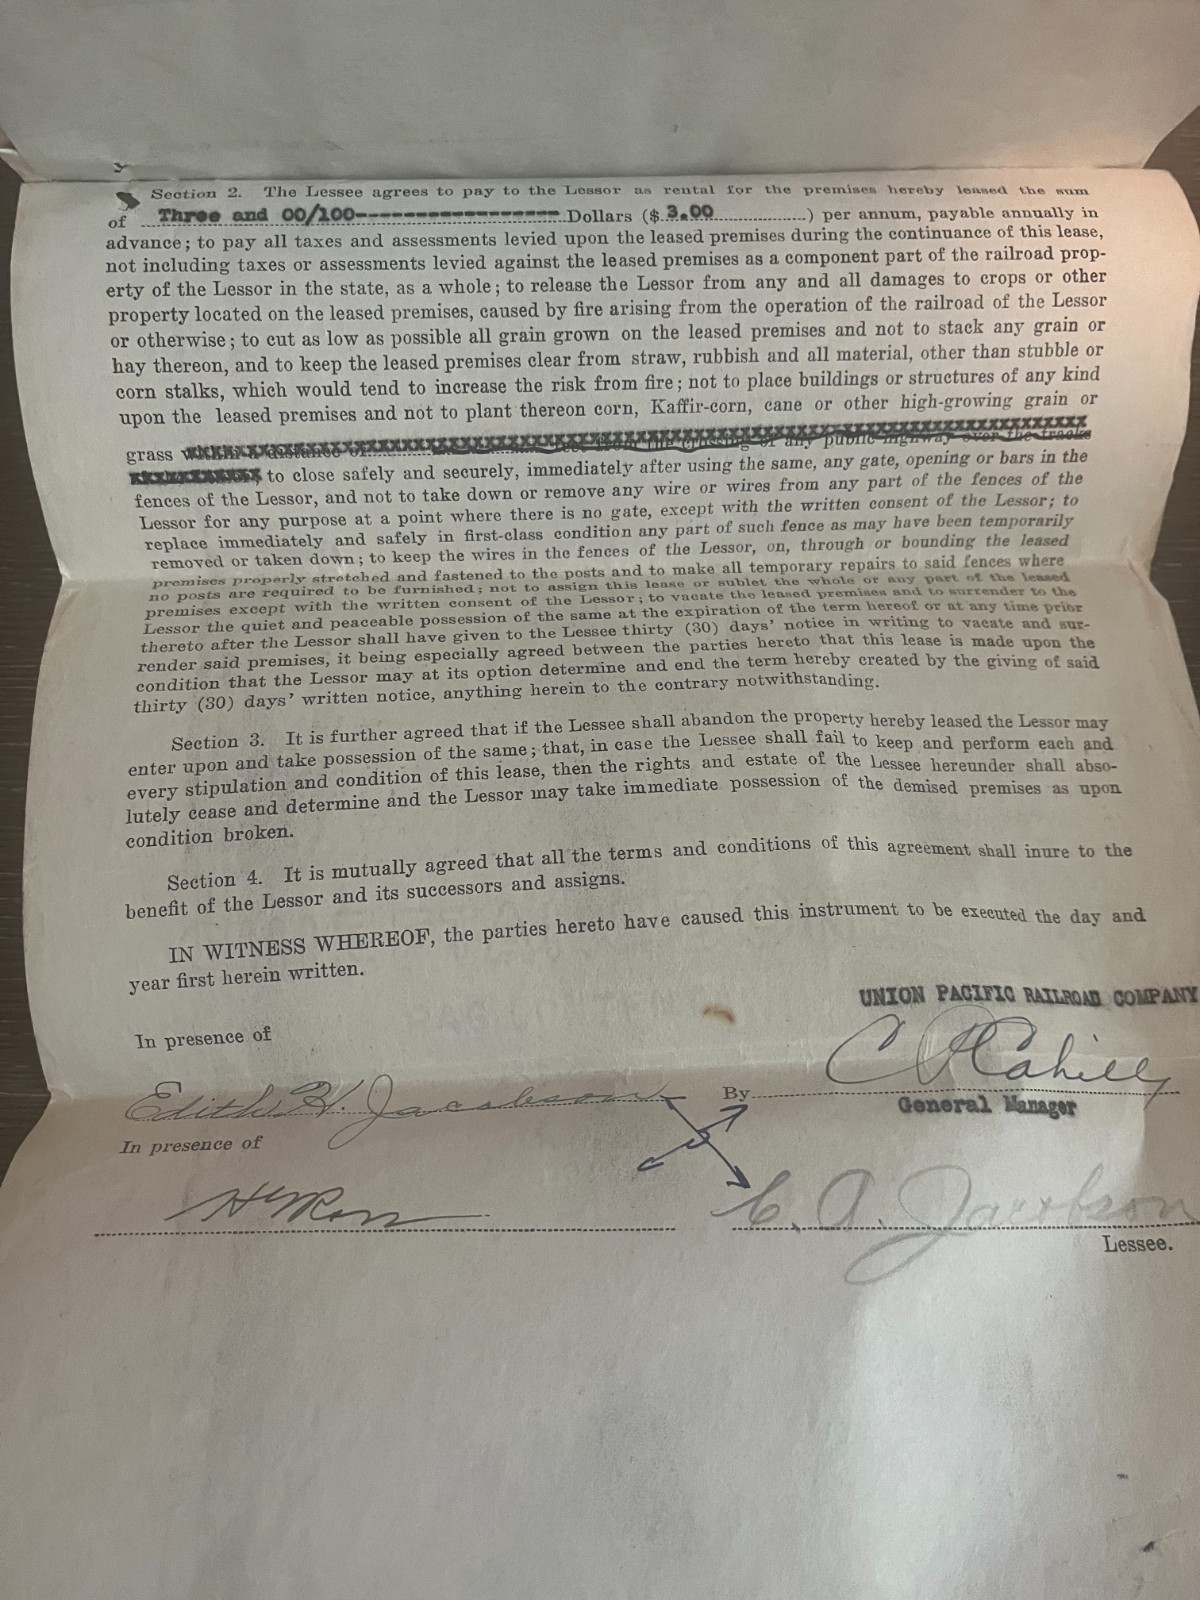 Section 2. The Lessee agrees to pay to the Lessor as rental for the premises hereby leased the sum
of Three and 00/100------------------Dollars ($ 3.00 ) per annum, payable annually in
advance; to pay all taxes and assessments levied upon the leased premises during the continuance of this lease,
not including taxes or assessments levied against the leased premises as a component part of the railroad prop-
erty of the Lessor in the state, as a whole; to release the Lessor from any and all damages to crops or other
property located on the leased premises, caused by fire arising from the operation of the railroad of the Lessor
or otherwise; to cut as low as possible all grain grown on the leased premises and not to stack any grain or
hay thereon, and to keep the leased premises clear from straw, rubbish and all material, other than stubble or
corn stalks, which would tend to increase the risk from fire; not to place buildings or structures of any kind
upon the leased premises and not to plant thereon corn, Kaffir-corn, cane or other high-growing grain or
grass distance of from the crossing of any public highway over the tracks
to close safely and securely, immediately after using the same, any gate, opening or bars in the
fences of the Lessor, and not to take down or remove any wire or wires from any part of the fences of the
Lessor for any purpose at a point where there is no gate, except with the written consent of the Lessor; to
replace immediately and safely in first-class condition any part of such fence as may have been temporarily
removed or taken down; to keep the wires in the fences of the Lessor, on, through or bounding the leased
premises properly stretched and fastened to the posts and to make all temporary repairs to said fences where
no posts are required to be furnished; not to assign this lease or sublet the whole or any part of the leased
premises except with the written consent of the Lessor; to vacate the leased premises and to surrender to the
Lessor the quiet and peaceable possession of the same at the expiration of the term hereof or at any time prior
thereto after the Lessor shall have given to the Lessee thirty (30) days' notice in writing to vacate and sur-
render said premises, it being especially agreed between the parties hereto that this lease is made upon the
condition that the Lessor may at its option determine and end the term hereby created by the giving of said
thirty (30) days' written notice, anything herein to the contrary notwithstanding.
Section 3. It is further agreed that if the Lessee shall abandon the property hereby leased the Lessor may
enter upon and take possession of the same; that, in case the Lessee shall fail to keep and perform each and
every stipulation and condition of this lease, then the rights and estate of the Lessee hereunder shall abso-
lutely cease and determine and the Lessor may take immediate possession of the demised premises as upon
condition broken.
Section 4. It is mutually agreed that all the terms and conditions of this agreement shall inure to the
benefit of the Lessor and its successors and assigns.
IN WITNESS WHEREOF, the parties hereto have caused this instrument to be executed the day and
year first herein written.
UNION PACIFIC RAILROAD COMPANY
In presence of
Edith H. Jacobson By Cahill
General Manager
In presence of
C. A. Jacobson
Lessee.